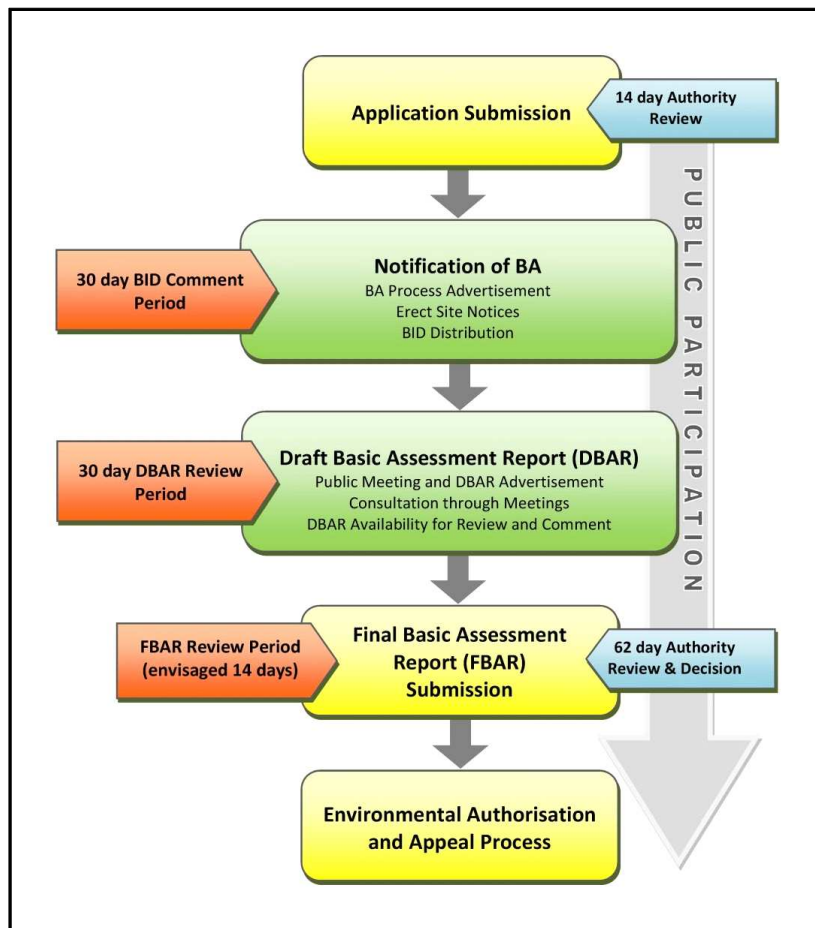 Application Submission
14 day Authority
Review
30 day BID Comment
Period
Notification of BA
BA Process Advertisement
Erect Site Notices
BID Distribution
30 day DBAR Review
Period
Draft Basic Assessment Report (DBAR)
Public Meeting and DBAR Advertisement
Consultation through Meetings
DBAR Availability for Review and Comment
FBAR Review Period
(envisaged 14 days)
Final Basic Assessment
Report (FBAR)
Submission
62 day Authority
Review & Decision
Environmental Authorisation
and Appeal Process
PUBLIC PARTICIPATION